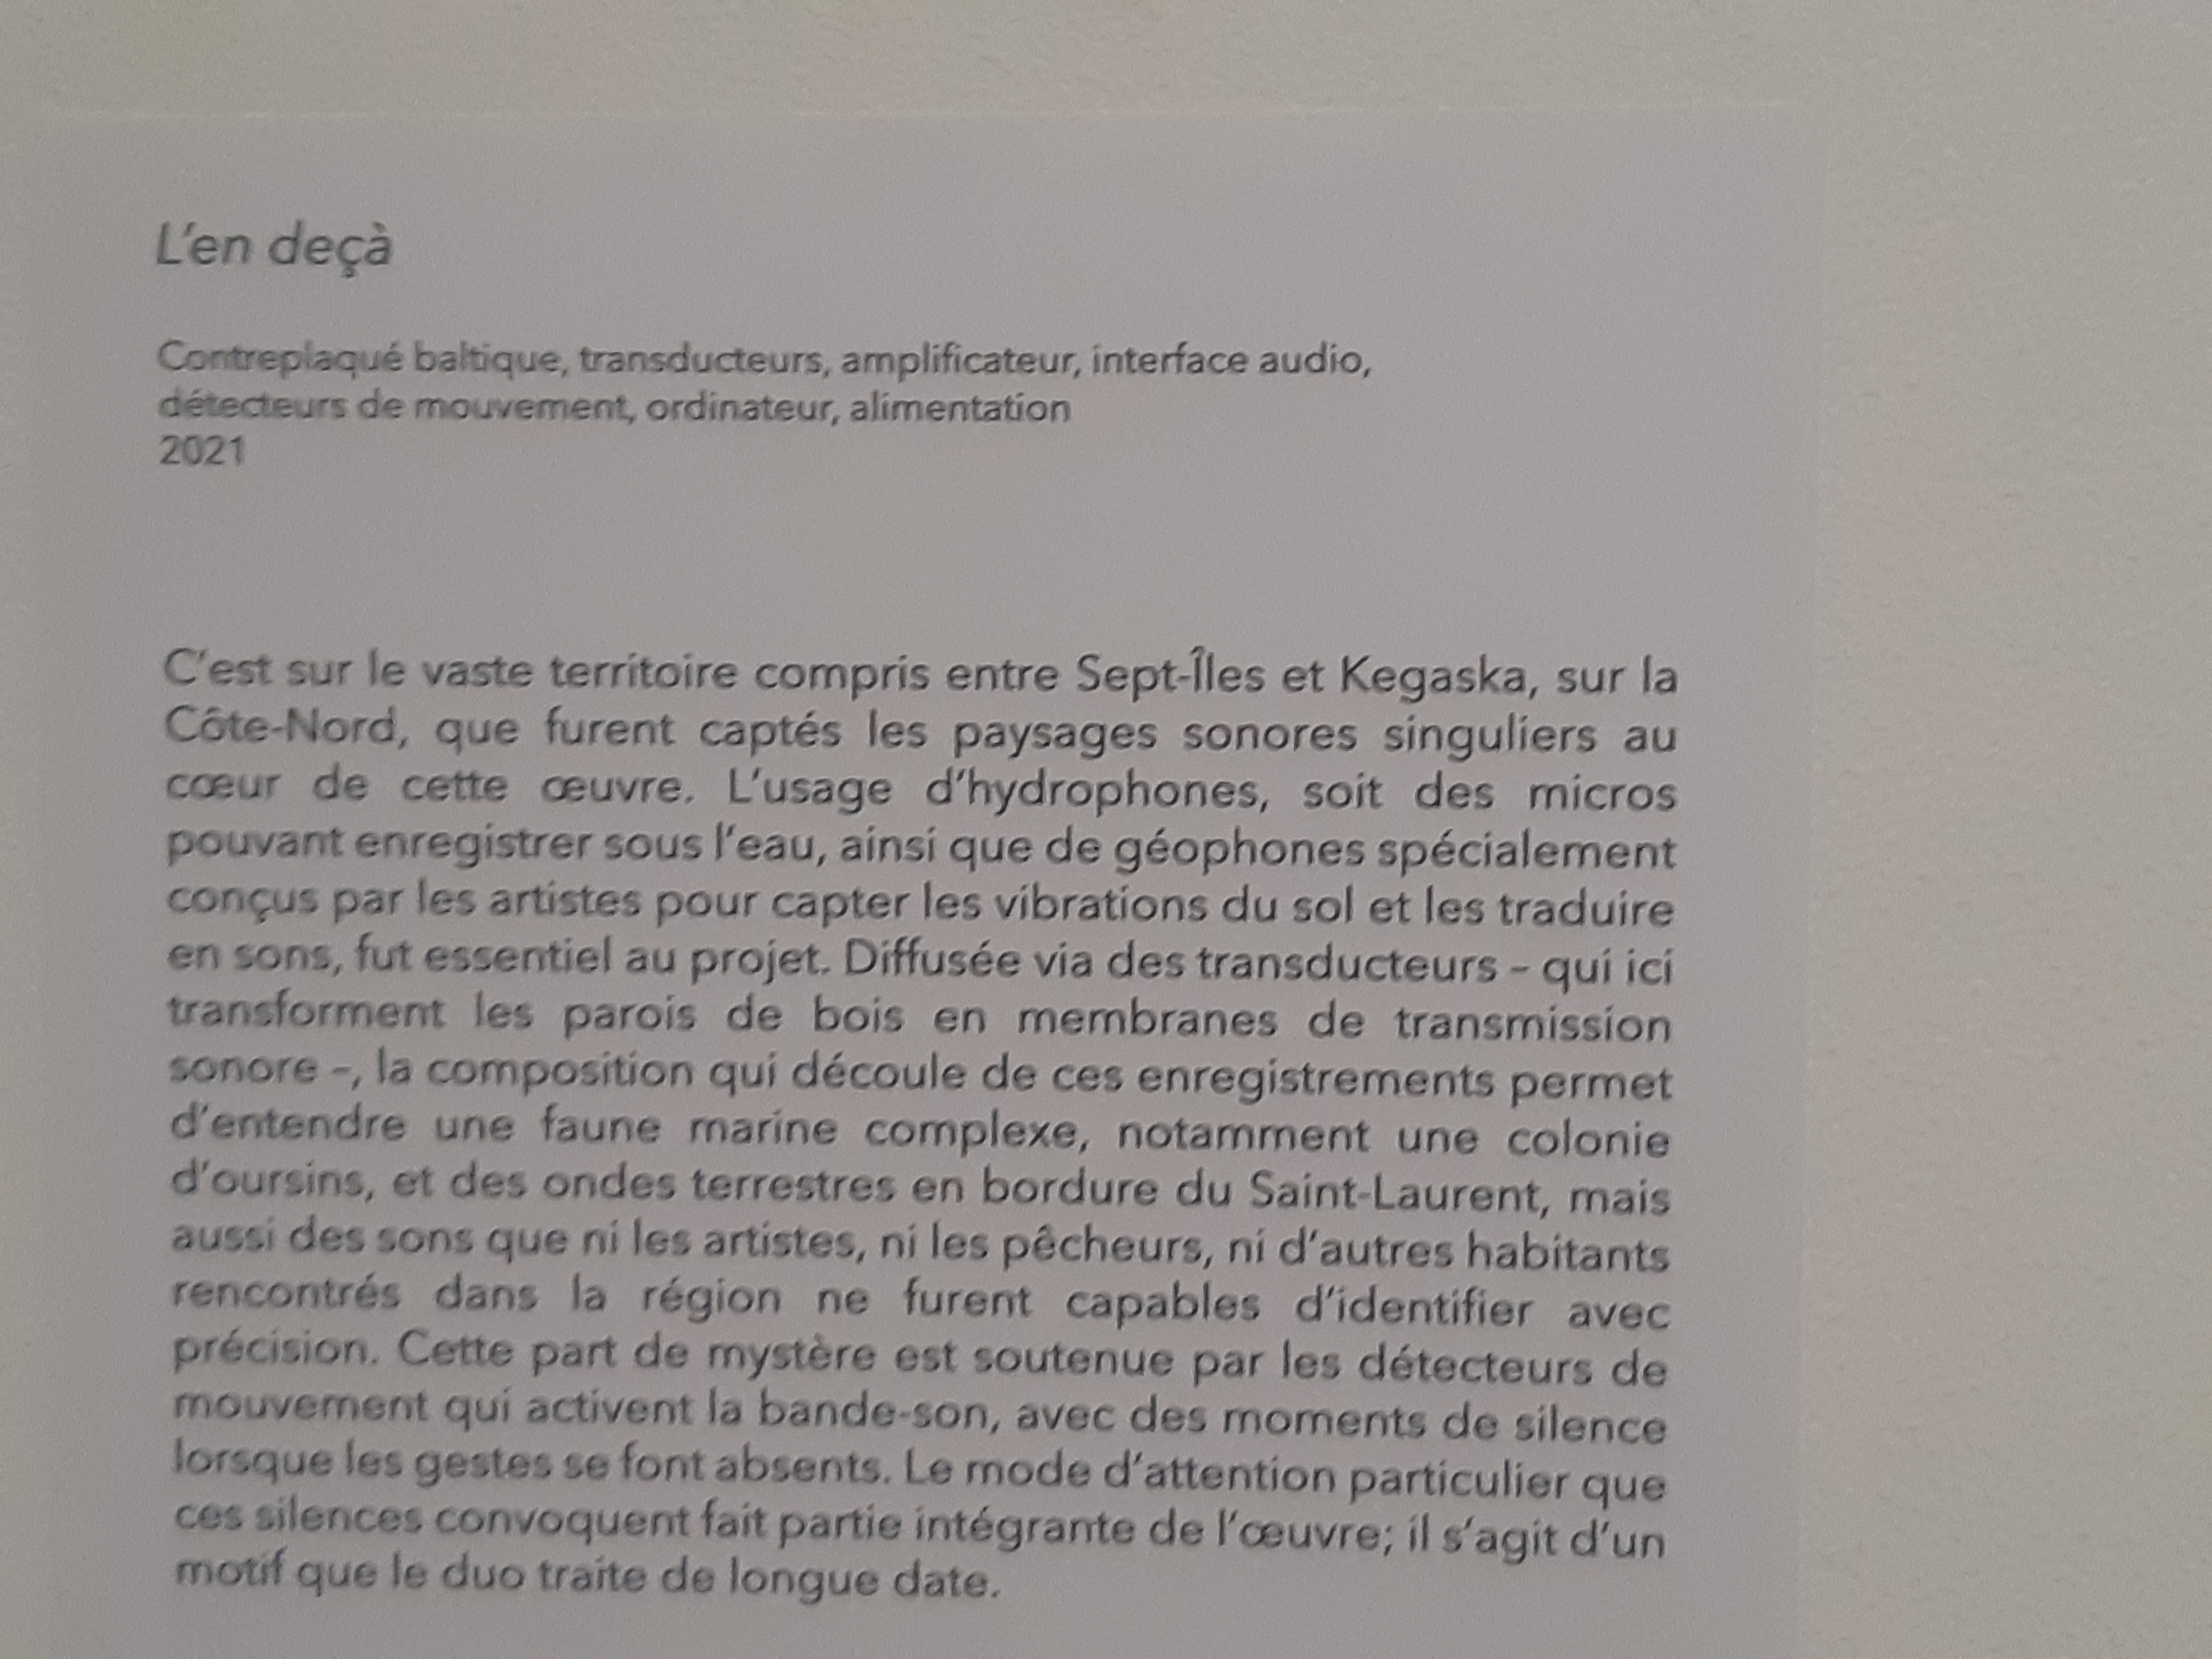 L'en deçà
Contreplaqué baltique, transducteurs, amplificateur, interface audio,
détecteurs de mouvement, ordinateur, alimentation
2021
C'est sur le vaste territoire compris entre Sept-Îles et Kegaska, sur la
Côte-Nord, que furent captés les paysages sonores singuliers au
cœur de cette œuvre. L'usage d'hydrophones, soit des micros
pouvant enregistrer sous l'eau, ainsi que de géophones spécialement
conçus par les artistes pour capter les vibrations du sol et les traduire
en sons, fut essentiel au projet. Diffusée via des transducteurs – qui ici
transforment les parois de bois en membranes de transmission
sonore –, la composition qui découle de ces enregistrements permet
d'entendre une faune marine complexe, notamment une colonie
d'oursins, et des ondes terrestres en bordure du Saint-Laurent, mais
aussi des sons que ni les artistes, ni les pêcheurs, ni d'autres habitants
rencontrés dans la région ne furent capables d'identifier avec
précision. Cette part de mystère est soutenue par les détecteurs de
mouvement qui activent la bande-son, avec des moments de silence
lorsque les gestes se font absents. Le mode d'attention particulier que
ces silences convoquent fait partie intégrante de l'œuvre; il s'agit d'un
motif que le duo traite de longue date.